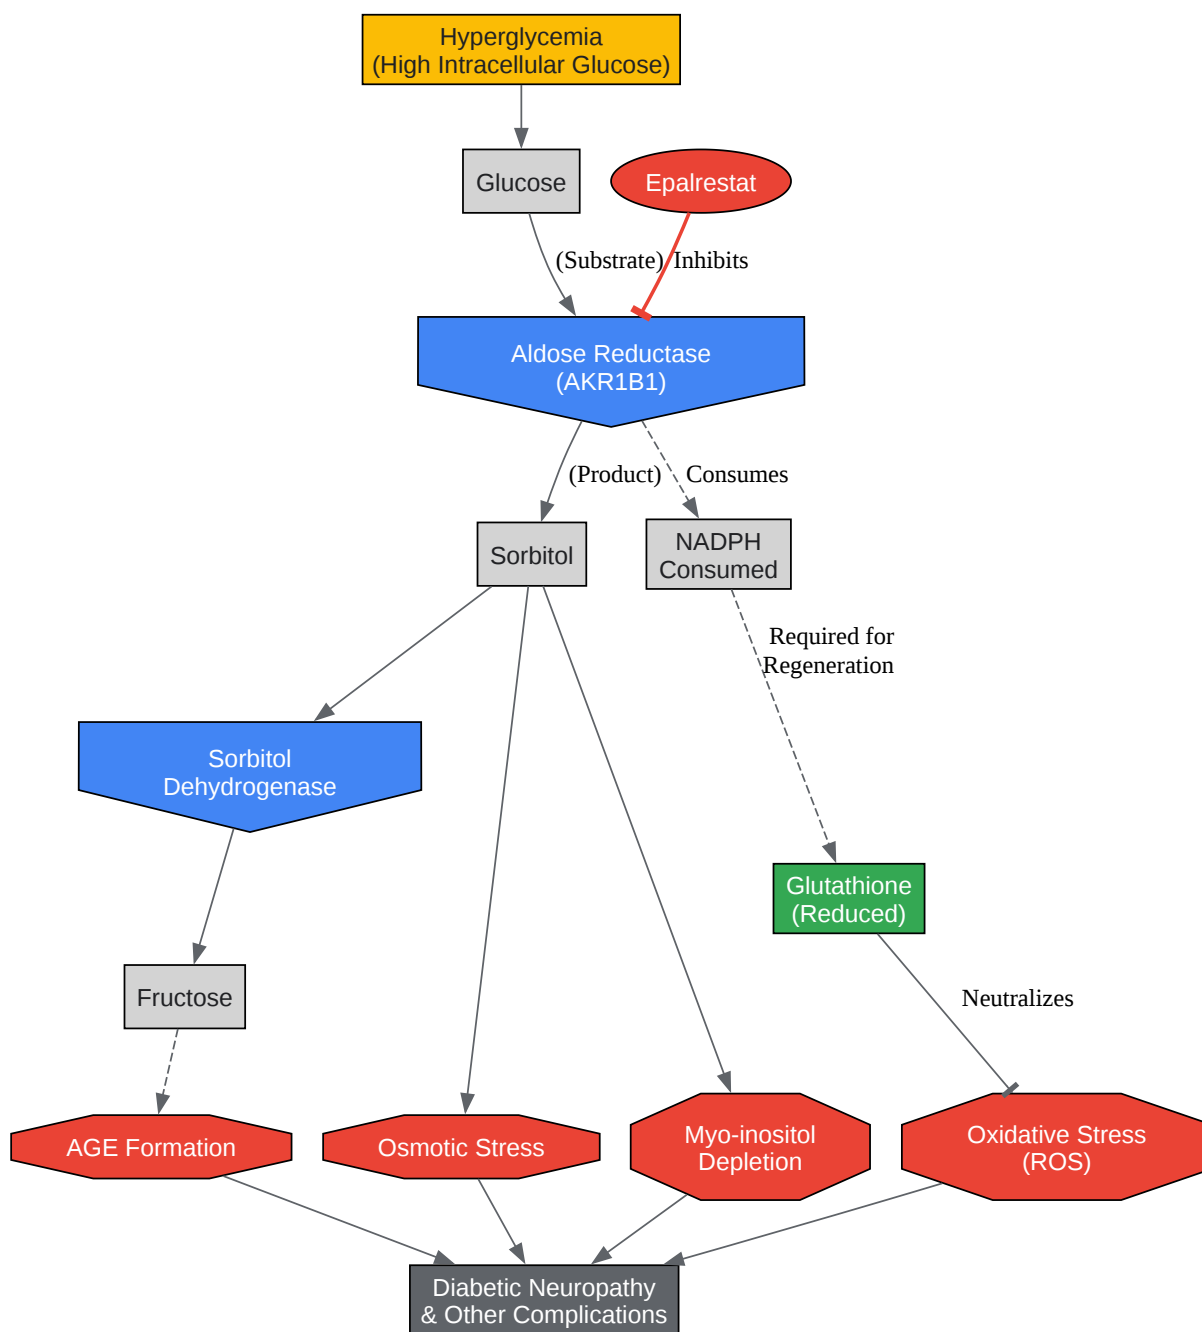 Hyperglycemia
(High Intracellular Glucose)
Glucose
Epalrestat
(Substrate)
Inhibits
Aldose Reductase
(AKR1B1)
(Product)
Consumes
Sorbitol
NADPH
Consumed
Required for
Regeneration
Sorbitol
Dehydrogenase
Glutathione
(Reduced)
Fructose
Neutralizes
AGE Formation
Osmotic Stress
Myo-inositol
Depletion
Oxidative Stress
(ROS)
Diabetic Neuropathy
& Other Complications